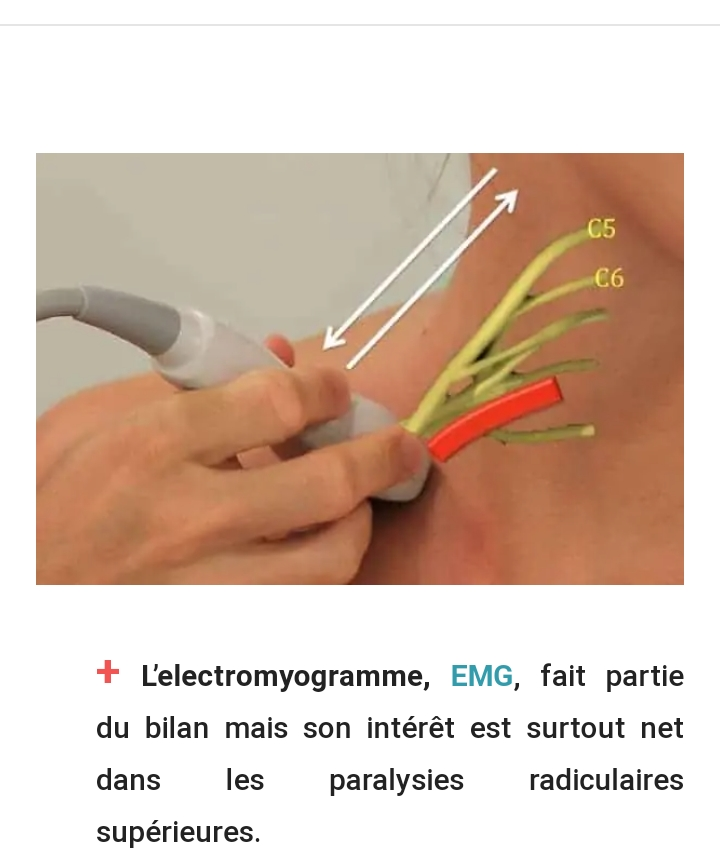 C5
C6
+ L’electromyogramme, EMG, fait partie
du bilan mais son intérêt est surtout net
dans les paralysies radiculaires
supérieures.